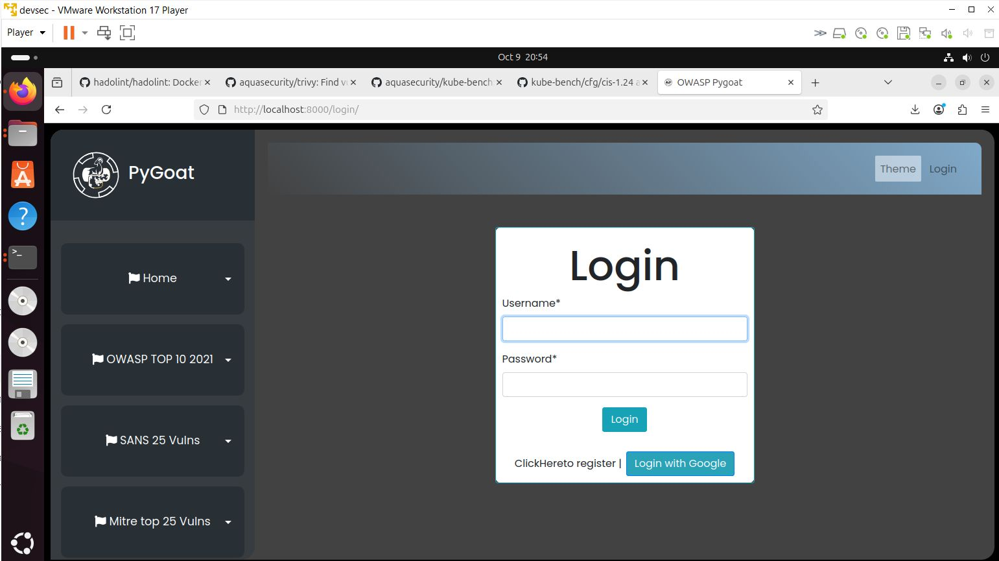 devsec - VMware Workstation 17 Player
Player
Oct 9 20:54
hadolint/hadolint: Docker
aquasecurity/trivy: Find vu
aquasecurity/kube-bench
kube-bench/cfg/cis-1.24 a
OWASP Pygoat
http://localhost:8000/login/
PyGoat
Theme
Login
Home
OWASP TOP 10 2021
SANS 25 Vulns
Mitre top 25 Vulns
Login
Username*
Password*
Login
ClickHereto register |
Login with Google